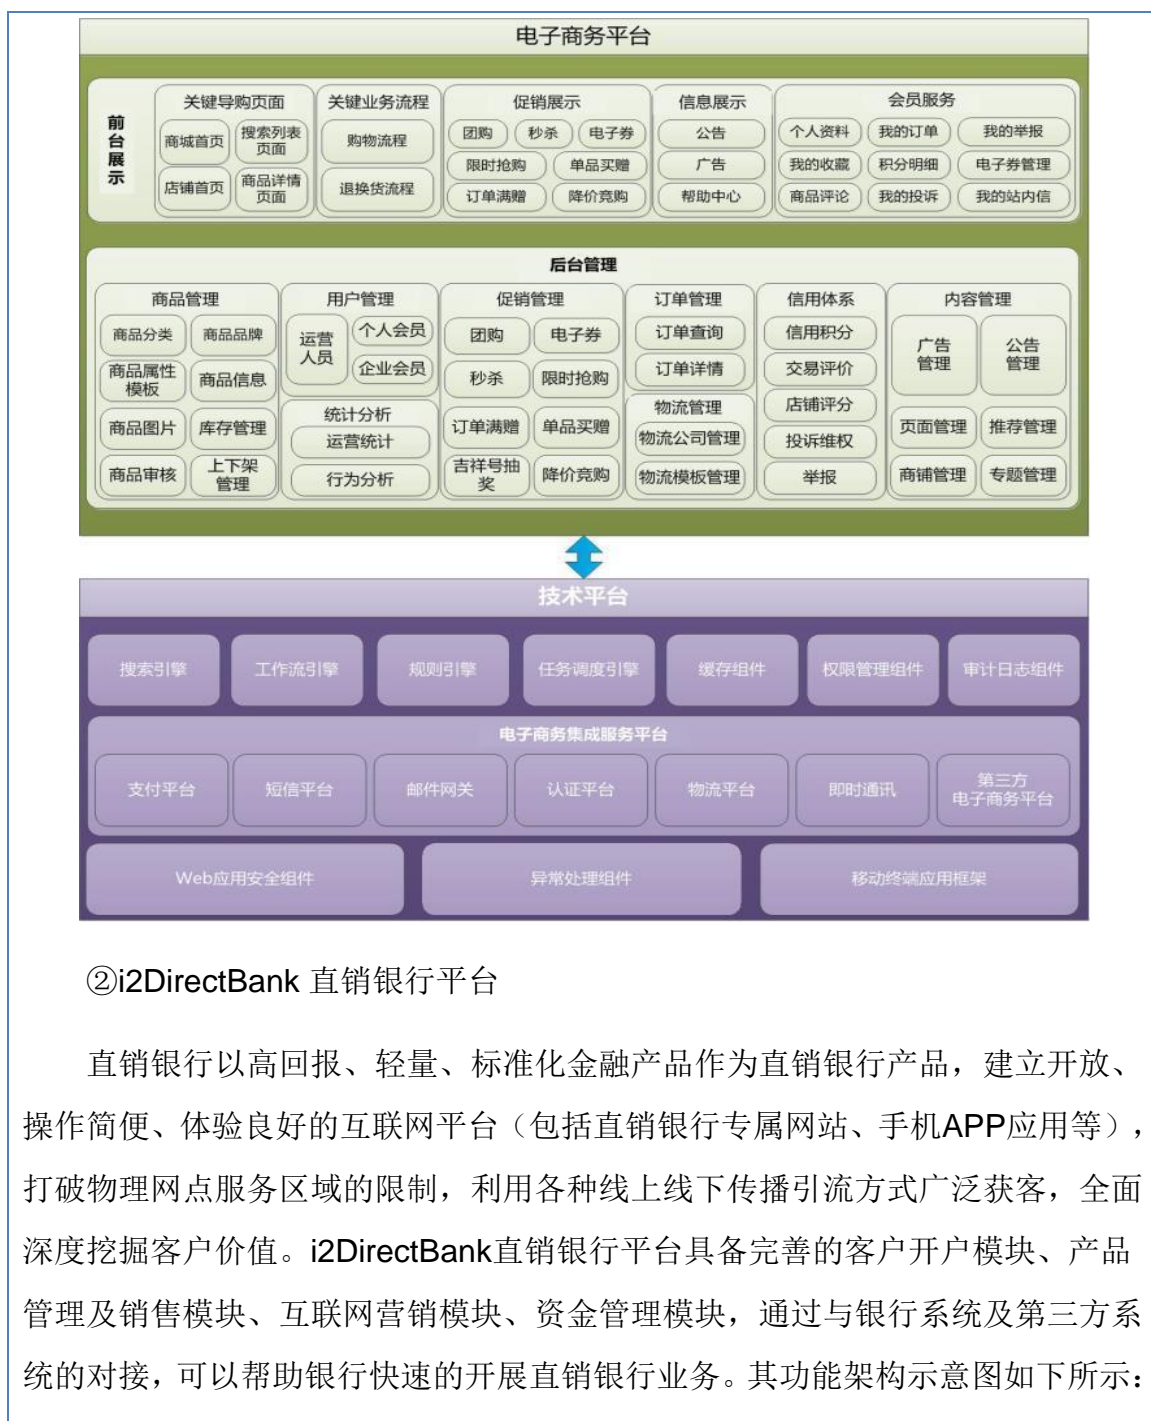 电子商务平台
前台展示
关键导购页面
商城首页
搜索列表
页面
店铺首页
商品详情
页面
关键业务流程
购物流程
退换货流程
促销展示
团购 秒杀 电子券
限时抢购 单品买赠
订单满赠 降价竞购
信息展示
公告
广告
帮助中心
会员服务
个人资料 我的订单 我的举报
我的收藏 积分明细 电子券管理
商品评论 我的投诉 我的站内信
后台管理
商品管理
商品分类 商品品牌
商品属性
模板
商品信息
商品图片 库存管理
商品审核
上下架
管理
用户管理
运营
人员
个人会员
企业会员
统计分析
运营统计
行为分析
促销管理
团购 电子券
秒杀 限时抢购
订单满赠 单品买赠
吉祥号抽
奖
降价竞购
订单管理
订单查询
订单详情
物流管理
物流公司管理
物流模板管理
信用体系
信用积分
交易评价
店铺评分
投诉维权
举报
内容管理
广告
管理
公告
管理
页面管理 推荐管理
商铺管理 专题管理
技术平台
搜索引擎 工作流引擎 规则引擎 任务调度引擎 缓存组件 权限管理组件 审计日志组件
电子商务集成服务平台
支付平台 短信平台 邮件网关 认证平台 物流平台 即时通讯
第三方
电子商务平台
Web应用安全组件 异常处理组件 移动终端应用框架
②i2DirectBank 直销银行平台
直销银行以高回报、轻量、标准化金融产品作为直销银行产品，建立开放、
操作简便、体验良好的互联网平台（包括直销银行专属网站、手机APP应用等），
打破物理网点服务区域的限制，利用各种线上线下传播引流方式广泛获客，全面
深度挖掘客户价值。i2DirectBank直销银行平台具备完善的客户开户模块、产品
管理及销售模块、互联网营销模块、资金管理模块，通过与银行系统及第三方系
统的对接，可以帮助银行快速的开展直销银行业务。其功能架构示意图如下所示：